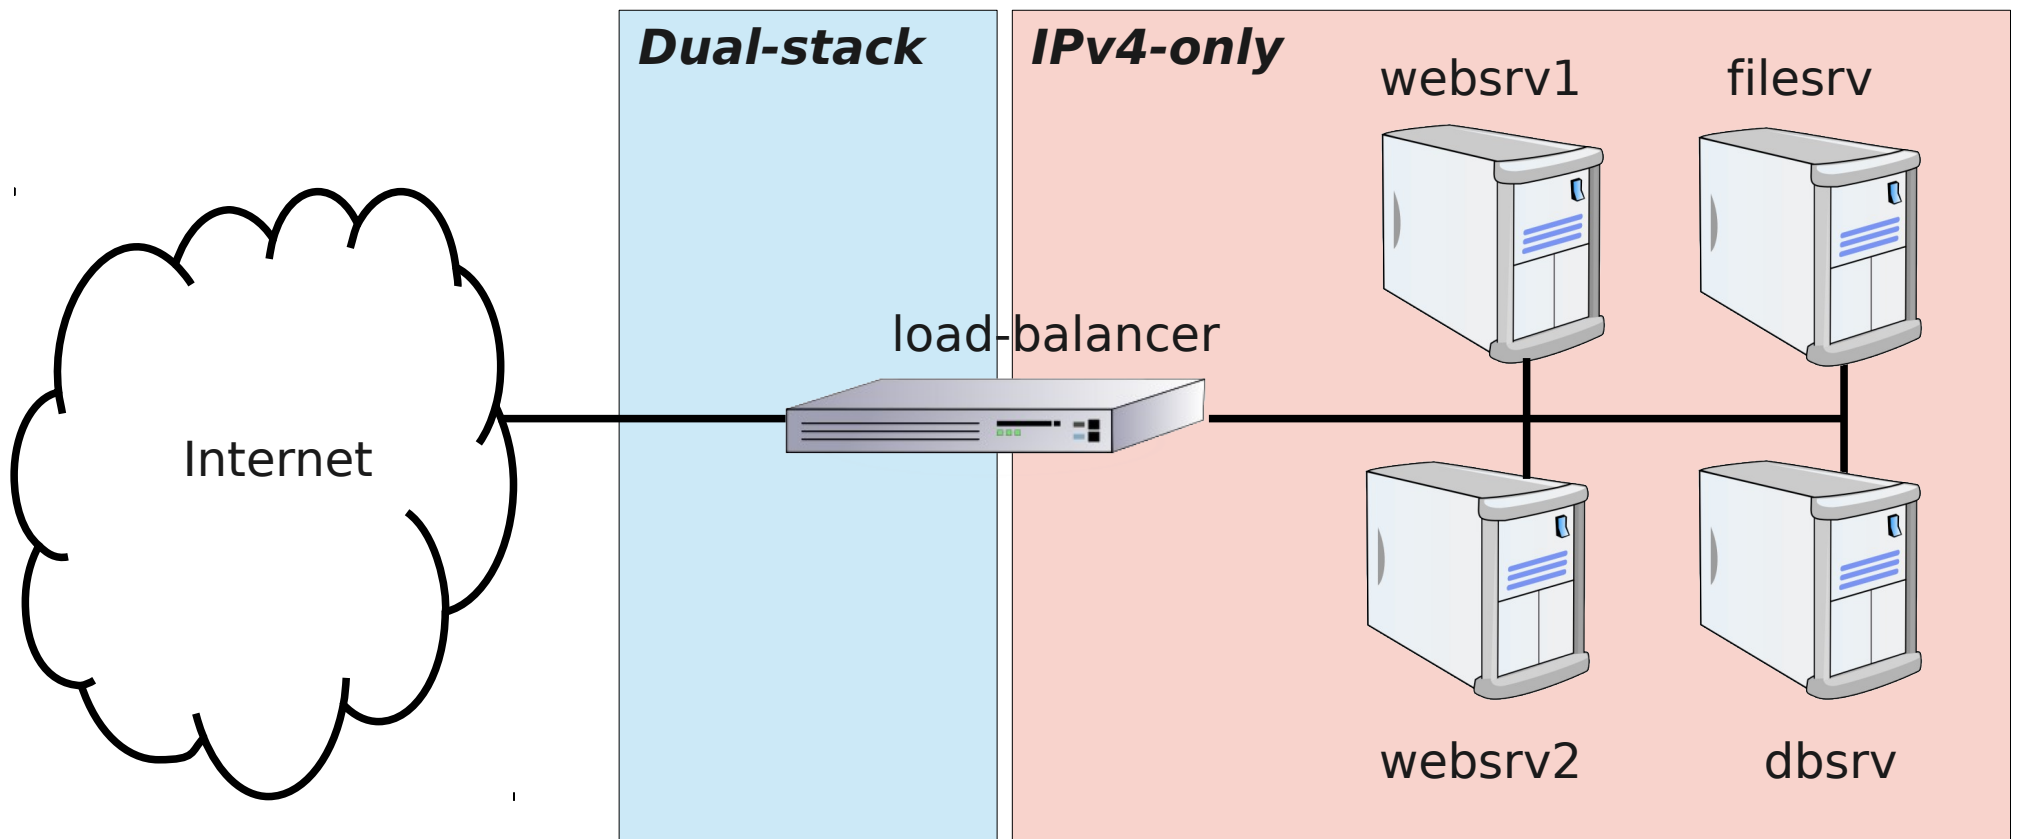 Dual-stack
IPv4-only
websrv1
filesrv
load-balancer
Internet
websrv2
dbsrv